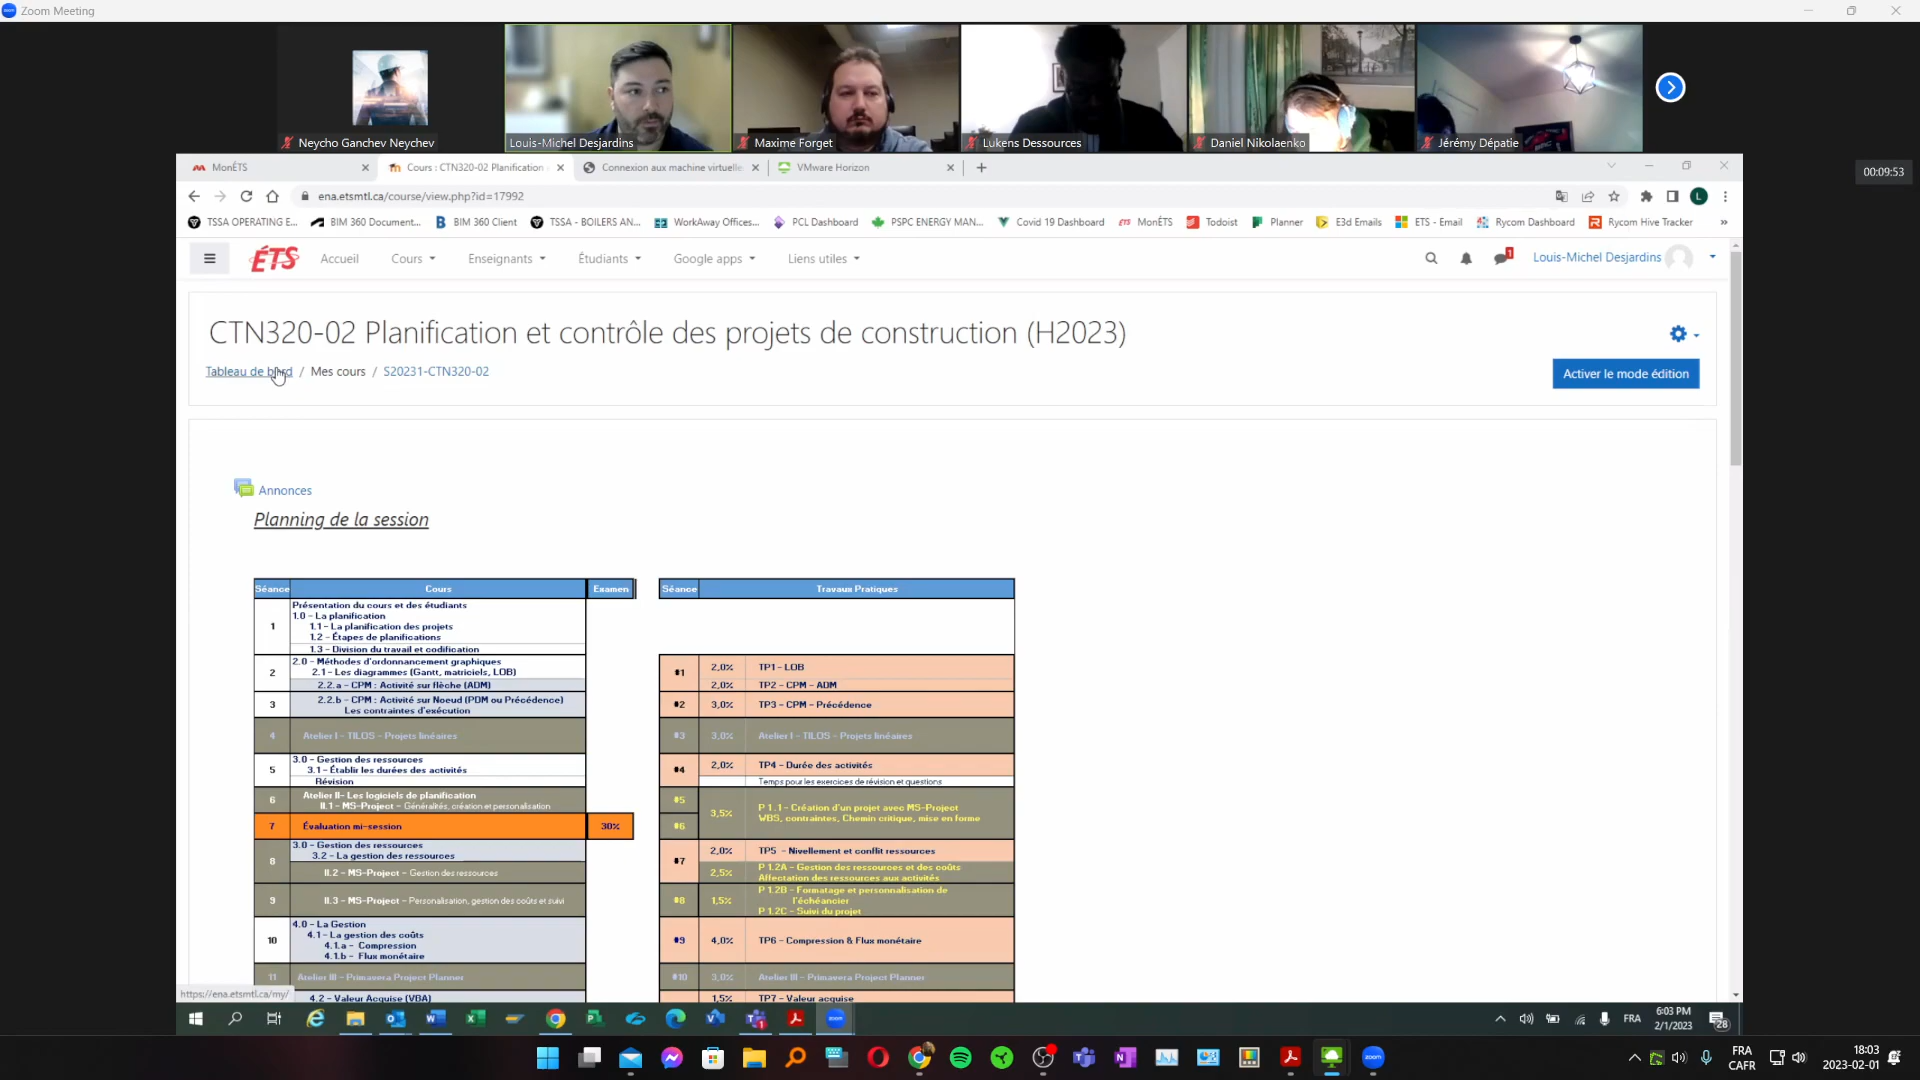 Zoom Meeting
Neycho Ganchev Neychev
Louis-Michel Desjardins
Maxime Forget
Lukens Dessources
Daniel Nikolaenko
Jérémy Dépatie
00:09:53
MonÉTS
Cours : CTN320-02 Planification
Connexion aux machine virtuelle
VMware Horizon
ena.etsmtl.ca/course/view.php?id=17992
TSSA OPERATING E...
BIM 360 Document...
BIM 360 Client
TSSA - BOILERS AN...
WorkAway Offices...
PCL Dashboard
PSPC ENERGY MAN...
Covid 19 Dashboard
MonÉTS
Todoist
Planner
E3d Emails
ETS - Email
Rycom Dashboard
Rycom Hive Tracker
ÉTS
Accueil
Cours
Enseignants
Étudiants
Google apps
Liens utiles
1
Louis-Michel Desjardins
CTN320-02 Planification et contrôle des projets de construction (H2023)
Tableau de bord / Mes cours / S20231-CTN320-02
Activer le mode édition
Annonces
Planning de la session
Séance Cours Examen
1
Présentation du cours et des étudiants
1.0 - La planification
1.1 - La planification des projets
1.2 - Étapes de planifications
1.3 - Division du travail et codification
2
2.0 - Méthodes d'ordonnancement graphiques
2.1 - Les diagrammes (Gantt, matriciels, LOB)
2.2.a - CPM : Activité sur flèche (ADM)
3
2.2.b - CPM : Activité sur Noeud (PDM ou Précédence)
Les contraintes d'exécution
4 Atelier I - TILOS - Projets linéaires
5
3.0 - Gestion des ressources
3.1 - Établir les durées des activités
Révision
6
Atelier II- Les logiciels de planification
II.1 - MS-Project - Généralités, création et personalisation
7 Évaluation mi-session 30%
8
3.0 - Gestion des ressources
3.2 - La gestion des ressources
II.2 - MS-Project - Gestion des ressources
9 II.3 - MS-Project - Personalisation, gestion des coûts et suivi
10
4.0 - La Gestion
4.1 - La gestion des coûts
4.1.a - Compression
4.1.b - Flux monétaire
11 Atelier III - Primavera Project Planner
4.2 - Valeur Acquise (VBA)
Séance Travaux Pratiques
#1
2,0% TP1 - LOB
2,0% TP2 - CPM - ADM
#2 3,0% TP3 - CPM - Précédence
#3 3,0% Atelier I - TILOS - Projets linéaires
#4
2,0% TP4 - Durée des activités
Temps pour les exercices de révision et questions
#5
#6
3,5%
P 1.1 - Création d'un projet avec MS-Project
WBS, contraintes, Chemin critique, mise en forme
#7
2,0% TP5 - Nivellement et conflit ressources
2,5%
P 1.2A - Gestion des ressources et des coûts
Affectation des ressources aux activités
#8 1,5%
P 1.2B - Formatage et personnalisation de
l'échéancier
P 1.2C - Suivi du projet
#9 4,0% TP6 - Compression & Flux monétaire
#10 3,0% Atelier III - Primavera Project Planner
1,5% TP7 - Valeur acquise
https://ena.etsmtl.ca/my/
FRA
6:03 PM
2/1/2023
28
FRA
CAFR
18:03
2023-02-01